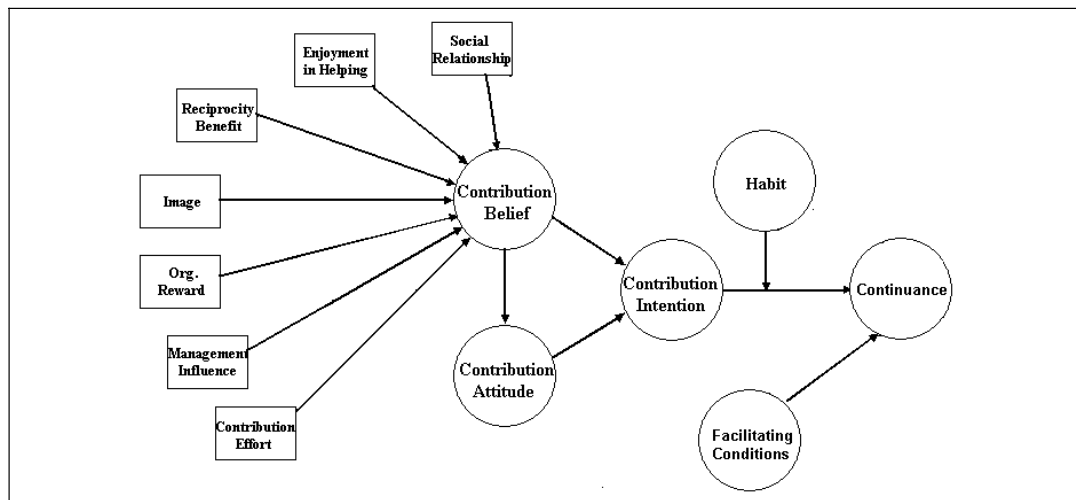 Social
Relationship
Enjoyment
in Helping
Reciprocity
Benefit
Image
Org.
Reward
Management
Influence
Contribution
Effort
Contribution
Belief
Contribution
Attitude
Contribution
Intention
Habit
Continuance
Facilitating
Conditions